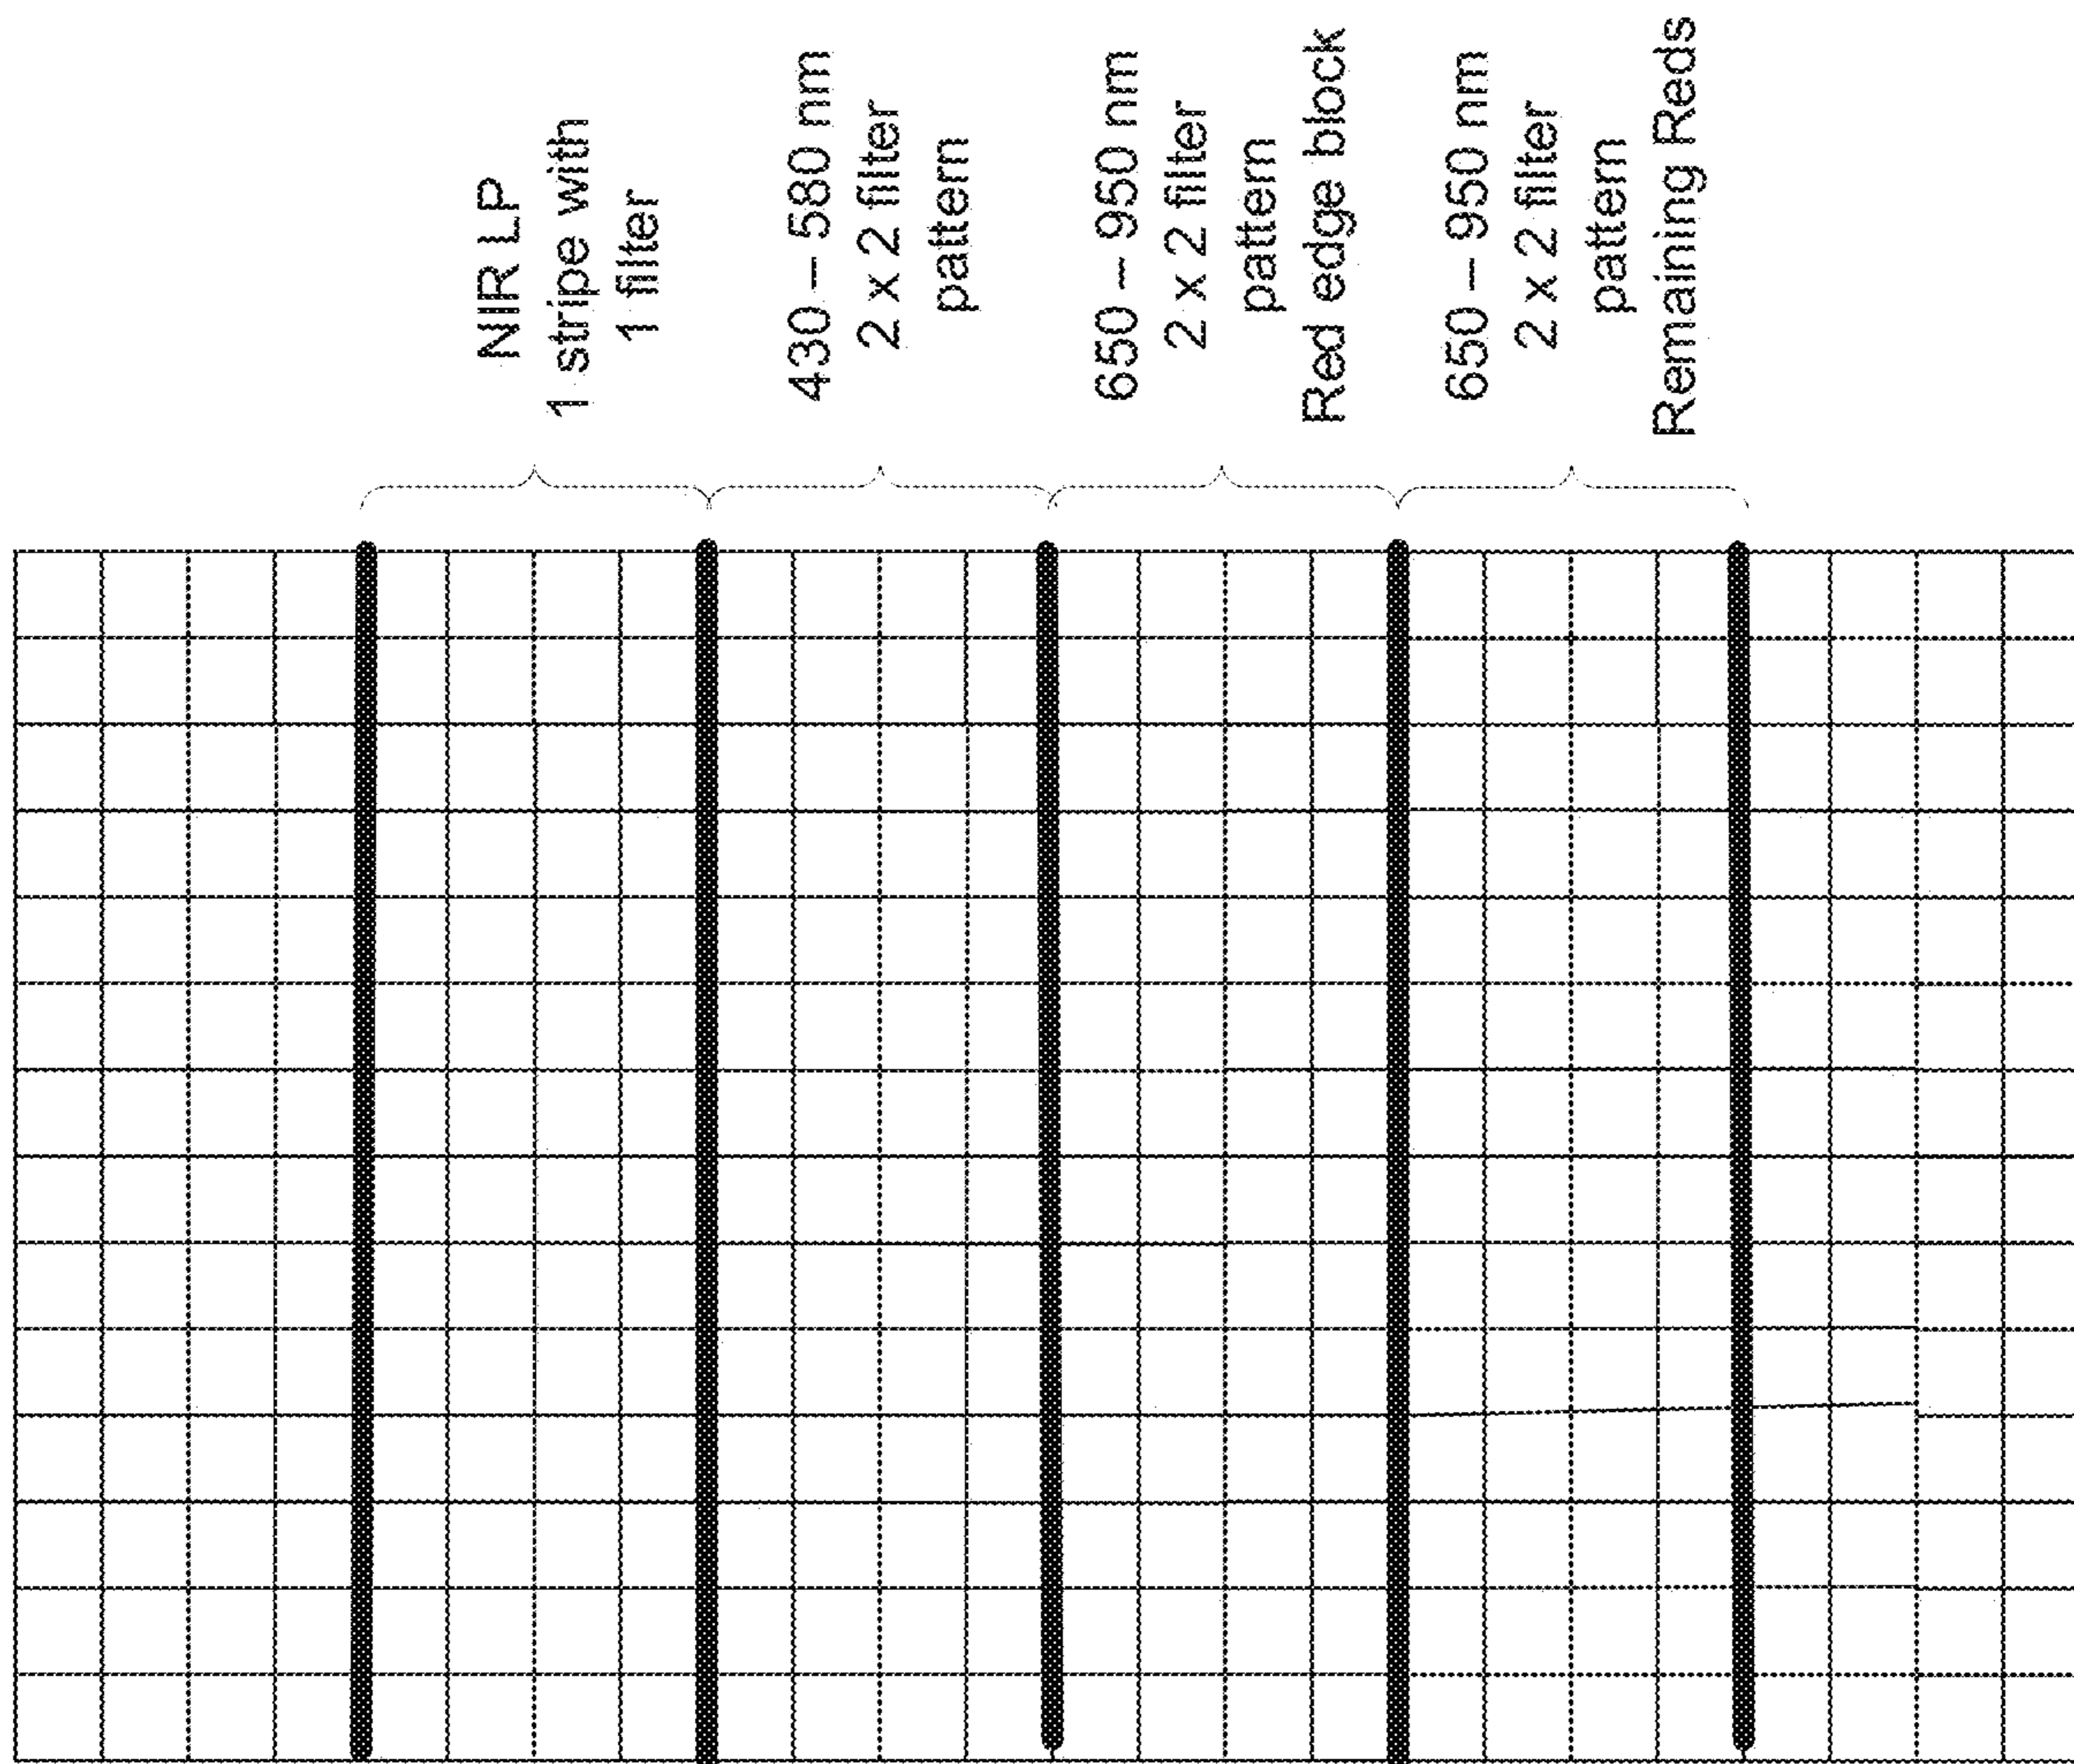 NIR LP
1 stripe with
1 filter
430 – 580 nm
2 x 2 filter
pattern
650 – 950 nm
2 x 2 filter
pattern
Red edge block
650 – 950 nm
2 x 2 filter
pattern
Remaining Reds